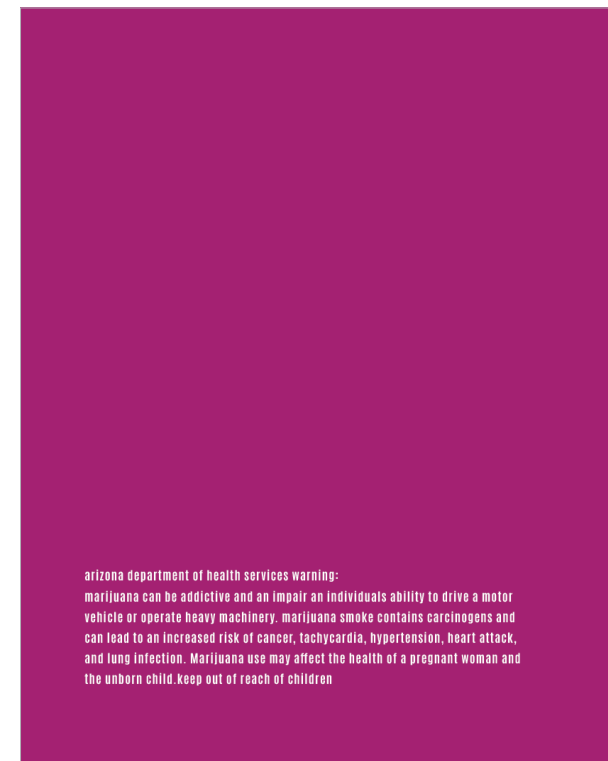 arizona department of health services warning:
marijuana can be addictive and an impair an individuals ability to drive a motor
vehicle or operate heavy machinery. marijuana smoke contains carcinogens and
can lead to an increased risk of cancer, tachycardia, hypertension, heart attack,
and lung infection. Marijuana use may affect the health of a pregnant woman and
the unborn child.keep out of reach of children